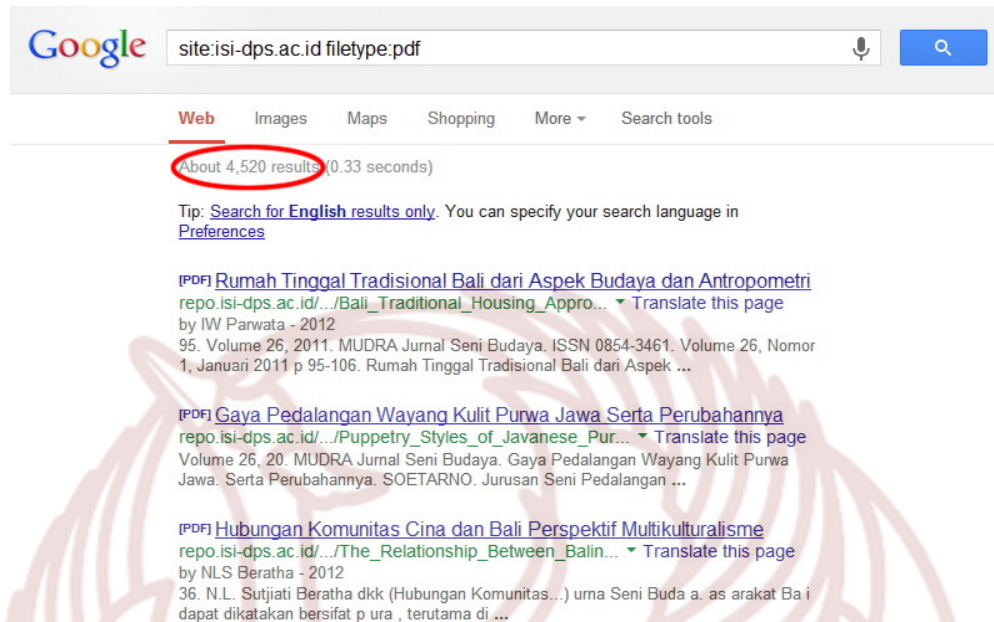 Google site:isi-dps.ac.id filetype:pdf
Web Images Maps Shopping More Search tools
About 4,520 results (0.33 seconds)
Tip: Search for English results only. You can specify your search language in
Preferences
[PDF] Rumah Tinggal Tradisional Bali dari Aspek Budaya dan Antropometri
repo.isi-dps.ac.id/.../Bali_Traditional_Housing_Appro... Translate this page
by IW Parwata - 2012
95. Volume 26, 2011. MUDRA Jurnal Seni Budaya. ISSN 0854-3461. Volume 26, Nomor
1, Januari 2011 p 95-106. Rumah Tinggal Tradisional Bali dari Aspek ...
[PDF] Gaya Pedalangan Wayang Kulit Purwa Jawa Serta Perubahannya
repo.isi-dps.ac.id/.../Puppetry_Styles_of_Javanese_Pur... Translate this page
Volume 26, 20. MUDRA Jurnal Seni Budaya. Gaya Pedalangan Wayang Kulit Purwa
Jawa. Serta Perubahannya. SOETARNO. Jurusan Seni Pedalangan ...
[PDF] Hubungan Komunitas Cina dan Bali Perspektif Multikulturalisme
repo.isi-dps.ac.id/.../The_Relationship_Between_Balin... Translate this page
by NLS Beratha - 2012
36. N.L. Sutjiati Beratha dkk (Hubungan Komunitas...) urna Seni Buda a. as arakat Ba i
dapat dikatakan bersifat p ura , terutama di ...